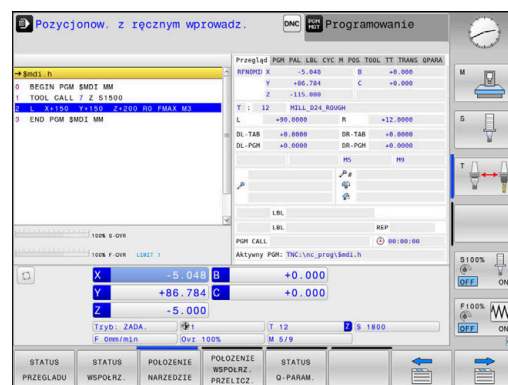 Pozycjonow. z ręcznym wprowadz.
DNC
Programowanie
→$mdi.h
0 BEGIN PGM $MDI MM
1 TOOL CALL 7 Z S1500
2 L X+150 Y+150 Z+200 R0 FMAX M3
3 END PGM $MDI MM
100% S-OVR
100% F-OVR LIMIT 1
Przegląd PGM PAL LBL CYC M POS TOOL TT TRANS QPARA
RFNOMI X -5.048 B +0.000
Y +86.784 C +0.000
Z -115.000
T : 12 MILL_D24_ROUGH
L +90.0000 R +12.0000
DL-TAB +0.0000 DR-TAB +0.0000
DL-PGM +0.0000 DR-PGM +0.0000
M5 M9
LBL
LBL REP
PGM CALL 00:00:00
Aktywny PGM: TNC:\nc_prog\$mdi.h
X -5.048 B +0.000
Y +86.784 C +0.000
Z -5.000
Tryb: ZADA. 1 T 12 Z S 1800
F 0mm/min Ovr 100% M 5/9
M
S
T
S100%
OFF ON
F100%
OFF ON
STATUS PRZEGLĄDU
STATUS WSPOŁRZ.
POŁOŻENIE NARZEDZIE
POŁOŻENIE WSPOŁRZ. PRZELICZ.
STATUS Q-PARAM.